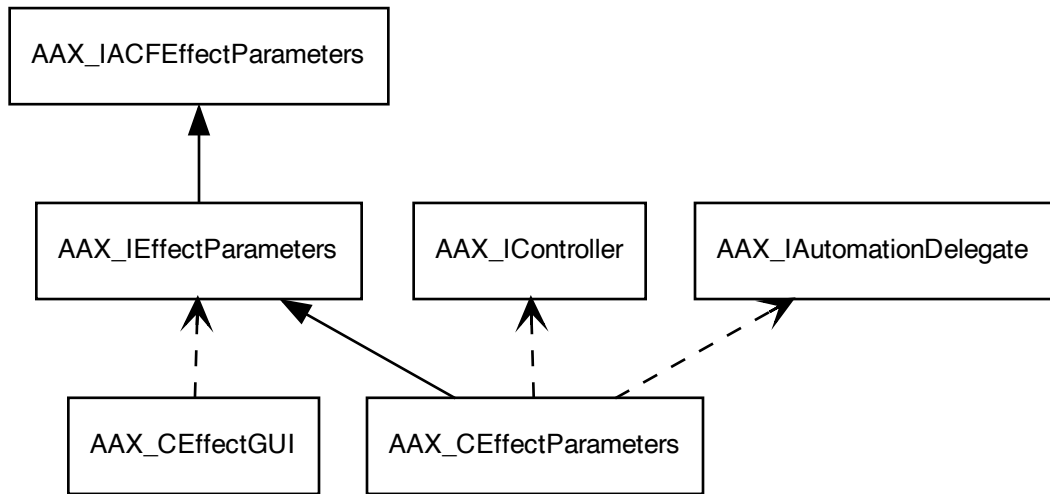 AAX_IACFEffectParameters
AAX_IEffectParameters
AAX_IController
AAX_IAutomationDelegate
AAX_CEffectGUI
AAX_CEffectParameters